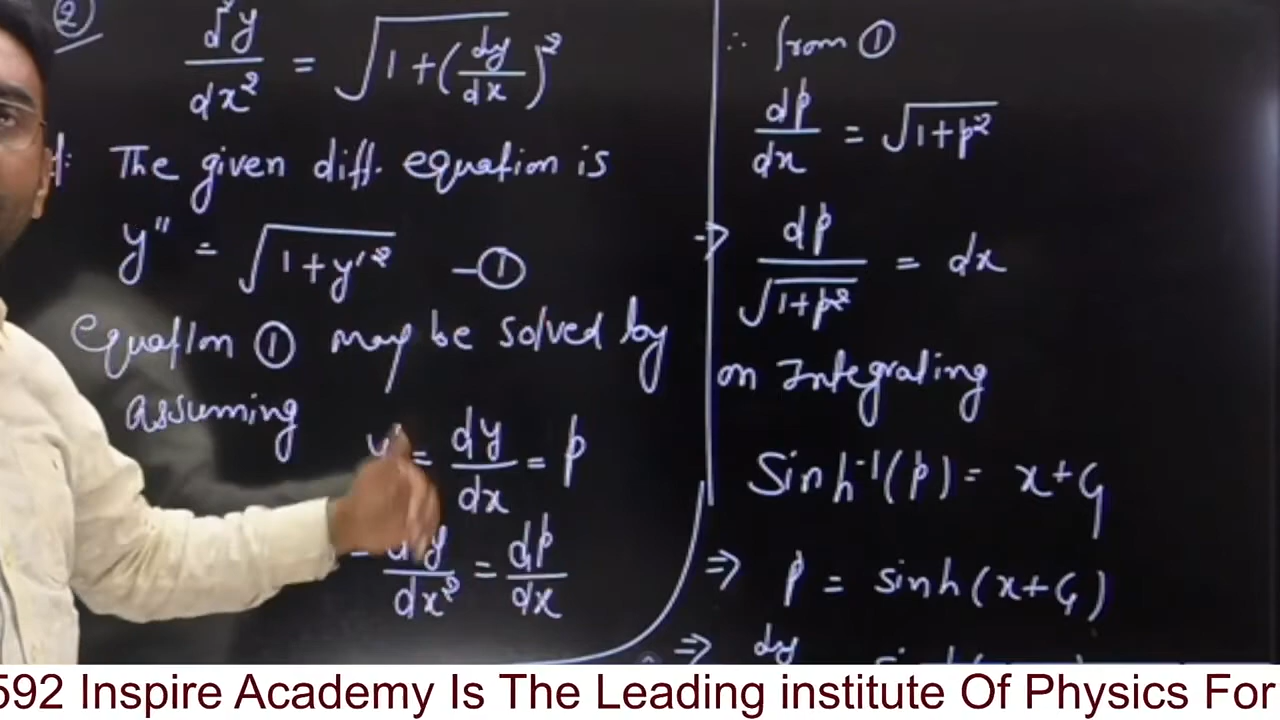 ②
d²y/dx² = √1+(dy/dx)²
The given diff. equation is
y'' = √1+y'² -①
Equation ① may be solved by
assuming
y' = dy/dx = p
d²y/dx² = dp/dx
∴ from ①
dp/dx = √1+p²
⇒ dp/√1+p² = dx
on Integrating
Sinh⁻¹(p) = x+C₁
⇒ p = sinh(x+C₁)
⇒ dy
592 Inspire Academy Is The Leading institute Of Physics For